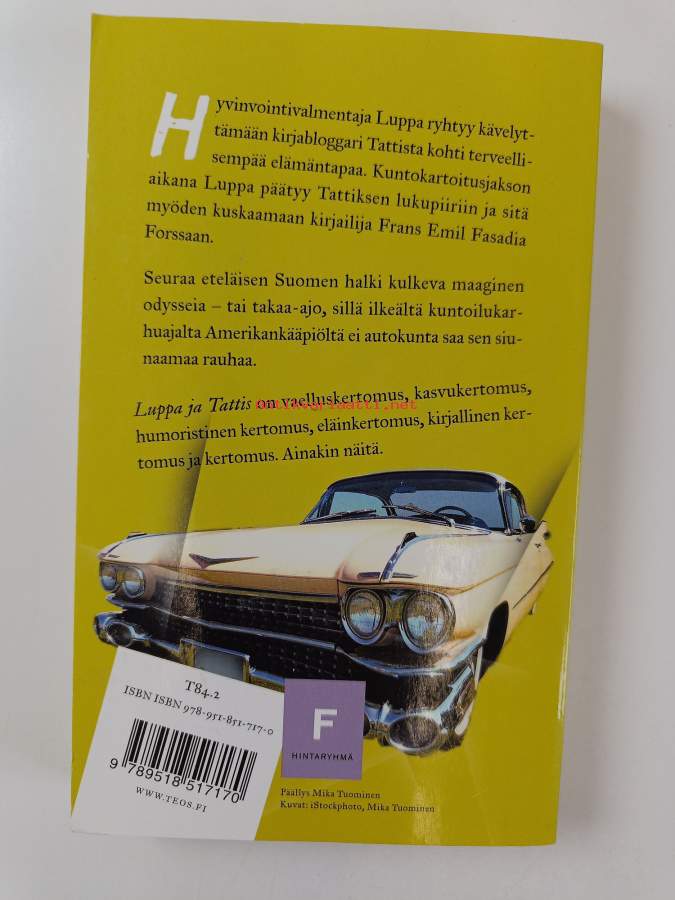 Hyvinvointivalmentaja Luppa ryhtyy kävelyt-
tämään kirjabloggari Tattista kohti terveelli-
sempää elämäntapaa. Kuntokartoitusjakson
aikana Luppa päätyy Tattiksen lukupiiriin ja sitä
myöden kuskaamaan kirjailija Frans Emil Fasadia
Forssaan.
Seuraa eteläisen Suomen halki kulkeva maaginen
odysseia – tai takaa-ajo, sillä ilkeältä kuntoilukar-
huajalta Amerikankääpiöltä ei autokunta saa sen siu-
naamaa rauhaa.
Luppa ja Tattis on vaelluskertomus, kasvukertomus,
antikvariaatti.net
humoristinen kertomus, eläinkertomus, kirjallinen ker-
tomus ja kertomus. Ainakin näitä.
T84.2
ISBN ISBN 978-951-851-717-0
9 789518 517170
WWW.TEOS.FI
F
HINTARYHMÄ
Päällys Mika Tuominen
Kuvat: iStockphoto, Mika Tuominen